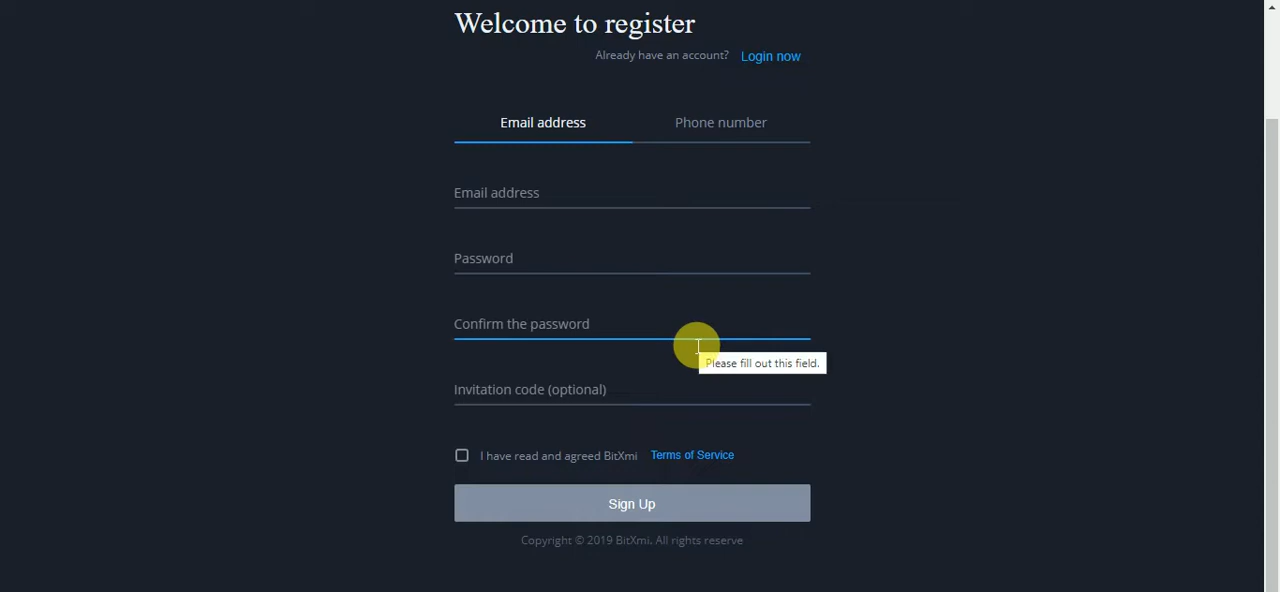 Welcome to register
Already have an account? Login now
Email address Phone number
Email address
Password
Confirm the password
Please fill out this field.
Invitation code (optional)
I have read and agreed BitXmi Terms of Service
Sign Up
Copyright © 2019 BitXmi. All rights reserve